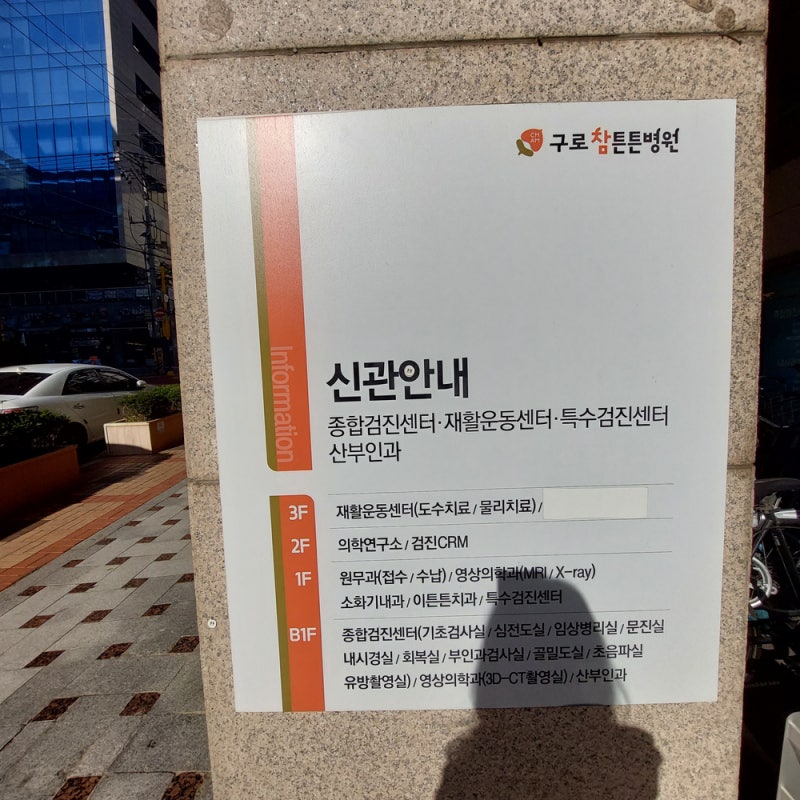 CH
AM
구로 참튼튼병원
Information
신관안내
종합검진센터·재활운동센터·특수검진센터
산부인과
3F 재활운동센터(도수치료 / 물리치료) /
2F 의학연구소 / 검진CRM
1F 원무과(접수 / 수납) / 영상의학과(MRI / X-ray)
소화기내과 / 이튼튼치과 / 특수검진센터
B1F 종합검진센터(기초검사실 / 심전도실 / 임상병리실 / 문진실
내시경실 / 회복실 / 부인과검사실 / 골밀도실 / 초음파실
유방촬영실) / 영상의학과(3D-CT촬영실) / 산부인과